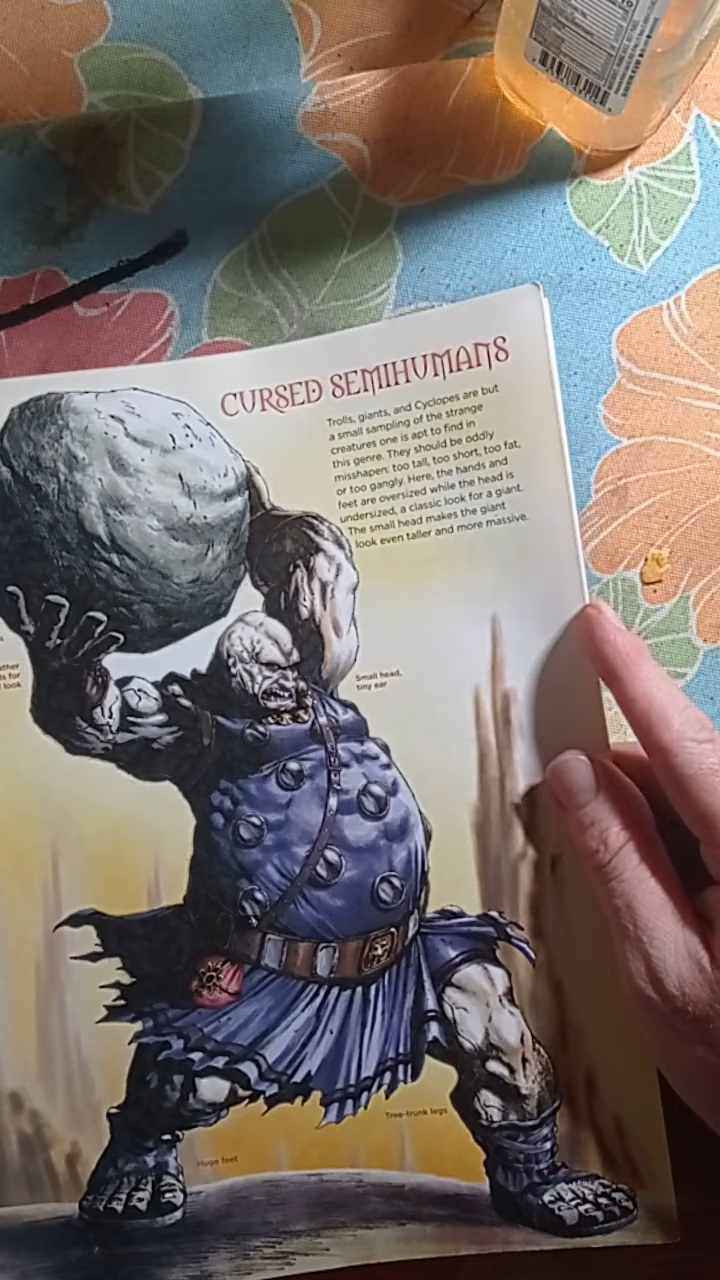 CURSED SEMIHUMANS
Trolls, giants, and Cyclopes are but
a small sampling of the strange
creatures one is apt to find in
this genre. They should be oddly
misshapen: too tall, too short, too fat,
or too gangly. Here, the hands and
feet are oversized while the head is
undersized, a classic look for a giant.
The small head makes the giant
look even taller and more massive.
Small head,
tiny ear
Tree-trunk legs
Huge feet